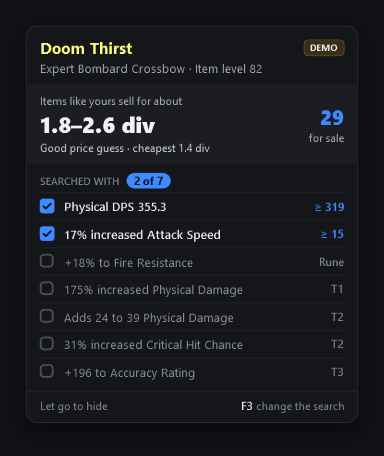 Doom Thirst
DEMO
Expert Bombard Crossbow · Item level 82
Items like yours sell for about
1.8–2.6 div
29
for sale
Good price guess · cheapest 1.4 div
SEARCHED WITH 2 of 7
Physical DPS 355.3 ≥ 319
17% increased Attack Speed ≥ 15
+18% to Fire Resistance Rune
175% increased Physical Damage T1
Adds 24 to 39 Physical Damage T2
31% increased Critical Hit Chance T2
+196 to Accuracy Rating T3
Let go to hide F3 change the search